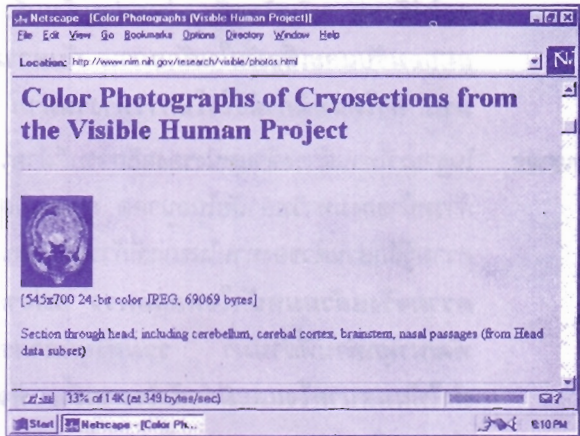 Netscape - [Color Photographs (Visible Human Project)]
File Edit View Go Bookmarks Options Directory Window Help
Location: http://www.nlm.nih.gov/research/visible/photos.html
N
Color Photographs of Cryosections from
the Visible Human Project
[545x700 24-bit color JPEG, 69069 bytes]
Section through head, including cerebellum, cerebral cortex, brainstem, nasal passages (from Head
data subset)
33% of 14K (at 349 bytes/sec)
Start Netscape - [Color Ph... 8:10 PM